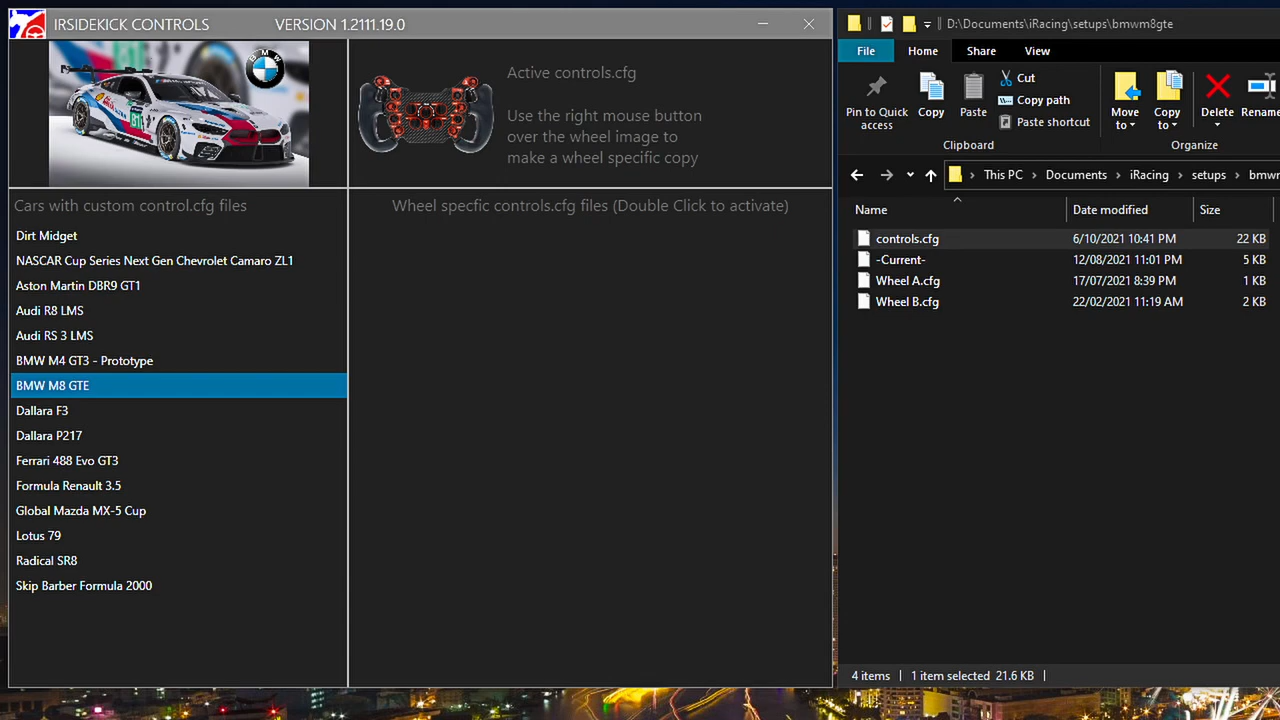 IRSIDEKICK CONTROLS
VERSION 1.2111.19.0
BMW
Active controls.cfg
Use the right mouse button
over the wheel image to
make a wheel specific copy
Cars with custom control.cfg files
Dirt Midget
NASCAR Cup Series Next Gen Chevrolet Camaro ZL1
Aston Martin DBR9 GT1
Audi R8 LMS
Audi RS 3 LMS
BMW M4 GT3 - Prototype
BMW M8 GTE
Dallara F3
Dallara P217
Ferrari 488 Evo GT3
Formula Renault 3.5
Global Mazda MX-5 Cup
Lotus 79
Radical SR8
Skip Barber Formula 2000
Wheel specfic controls.cfg files (Double Click to activate)
D:\Documents\iRacing\setups\bmwm8gte
File Home Share View
Pin to Quick
access
Copy
Paste
Cut
Copy path
Paste shortcut
Clipboard
Move
to
Copy
to
Delete
Rename
Organize
This PC > Documents > iRacing > setups > bmwr
Name Date modified Size
controls.cfg 6/10/2021 10:41 PM 22 KB
-Current- 12/08/2021 11:01 PM 5 KB
Wheel A.cfg 17/07/2021 8:39 PM 1 KB
Wheel B.cfg 22/02/2021 11:19 AM 2 KB
4 items 1 item selected 21.6 KB